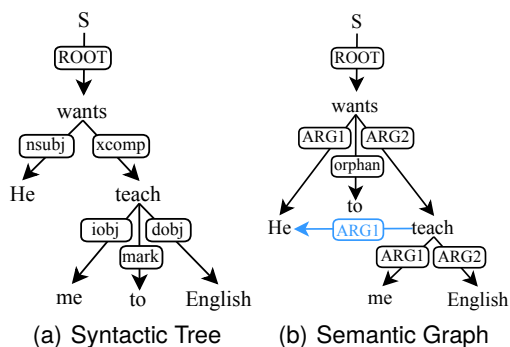 S S
ROOT ROOT
wants wants
nsubj xcomp ARG1 ARG2
orphan
He teach to
He ARG1 teach
iobj dobj ARG1 ARG2
mark
me to English me English
(a) Syntactic Tree (b) Semantic Graph